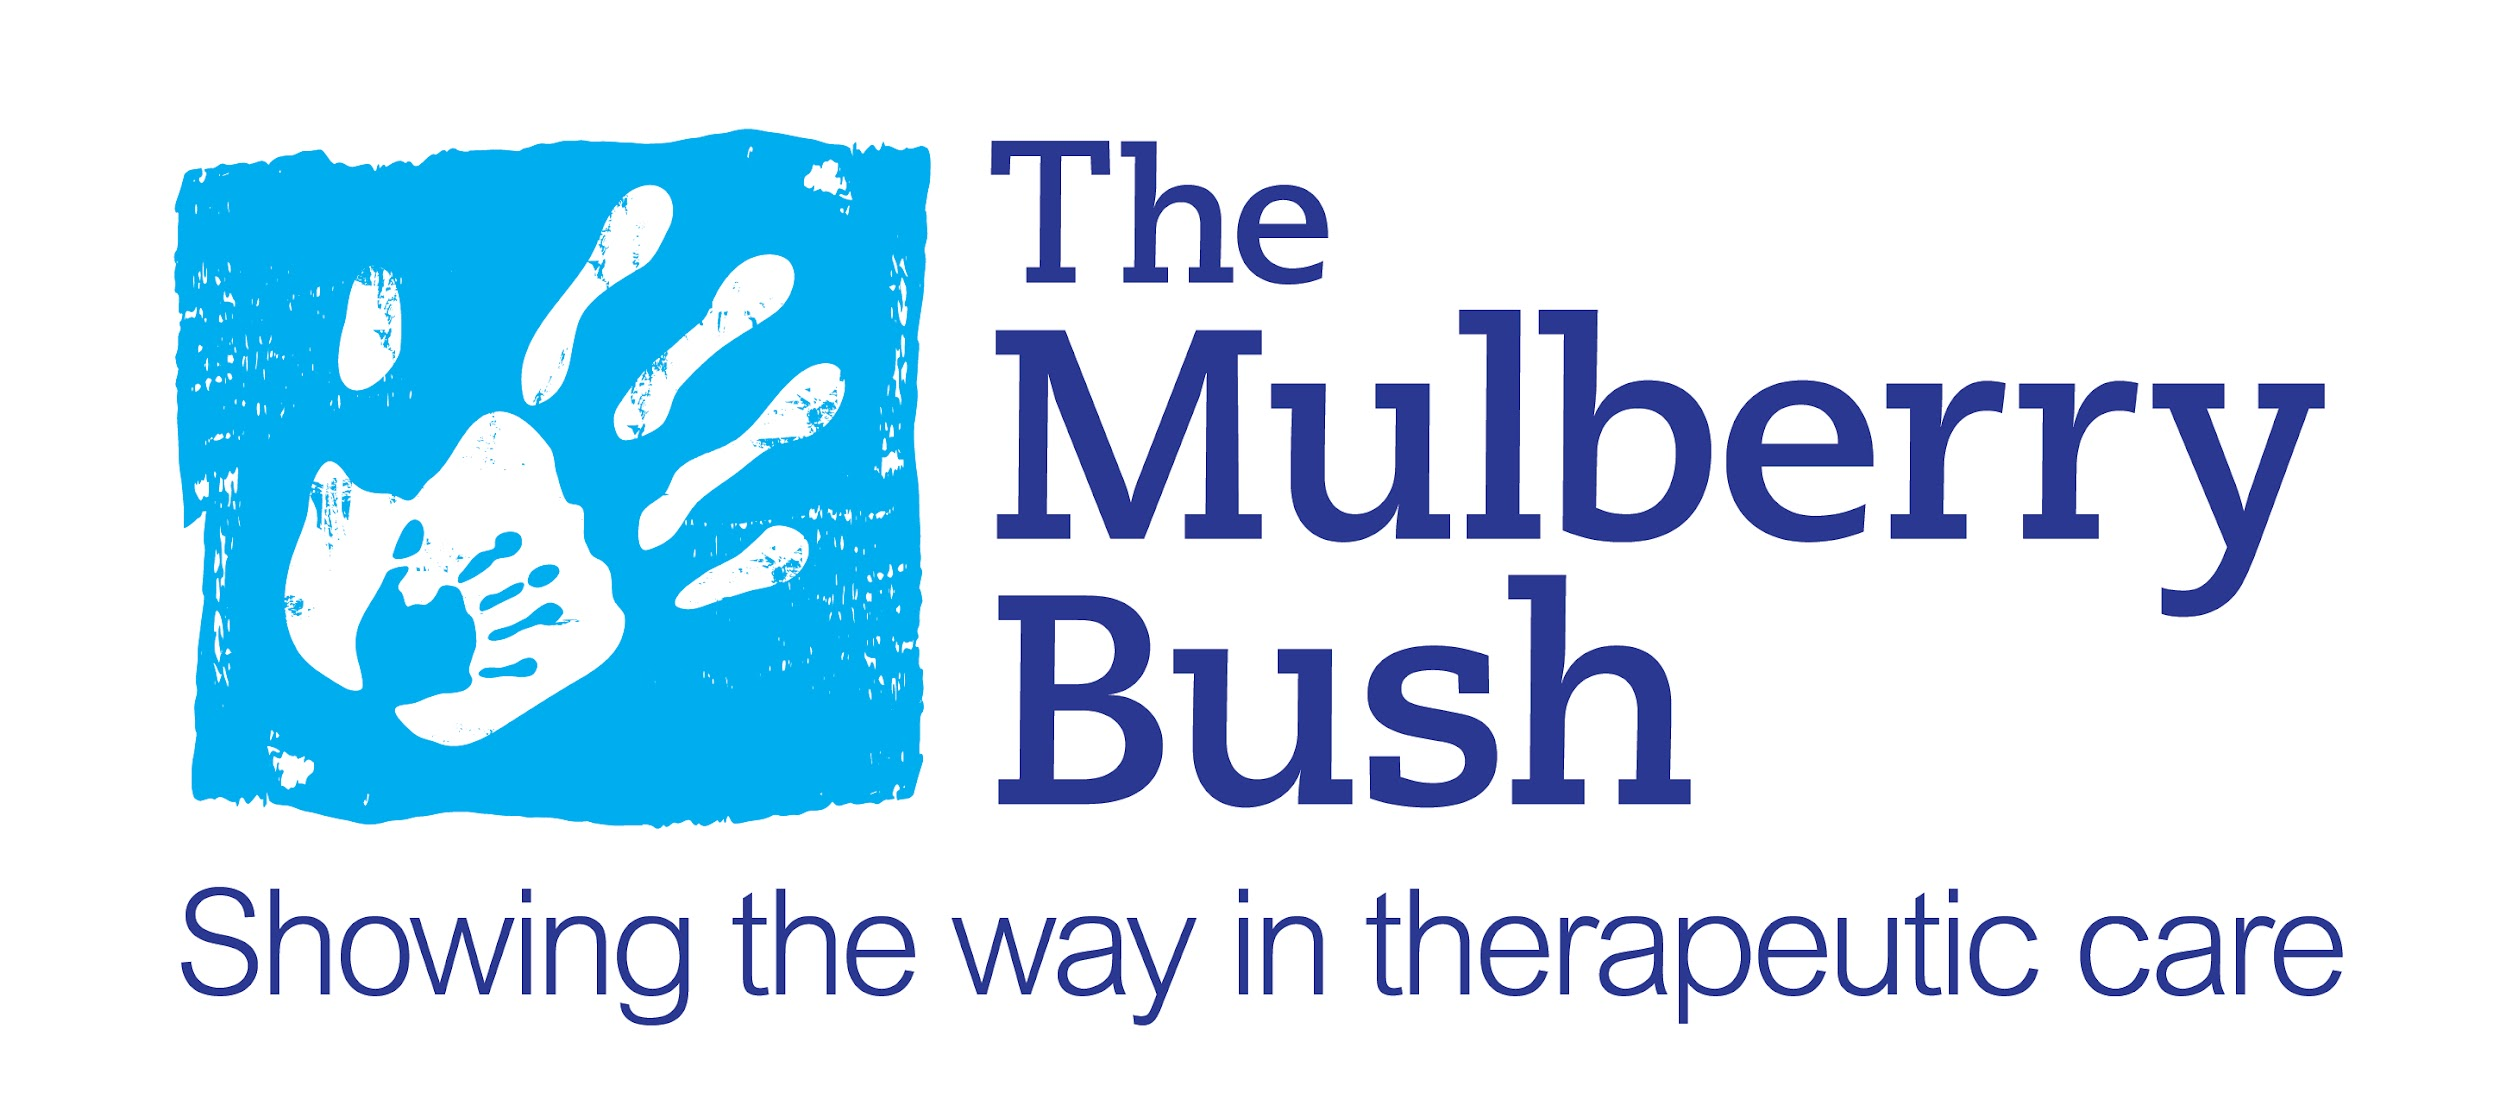 The
Mulberry
Bush
Showing the way in therapeutic care